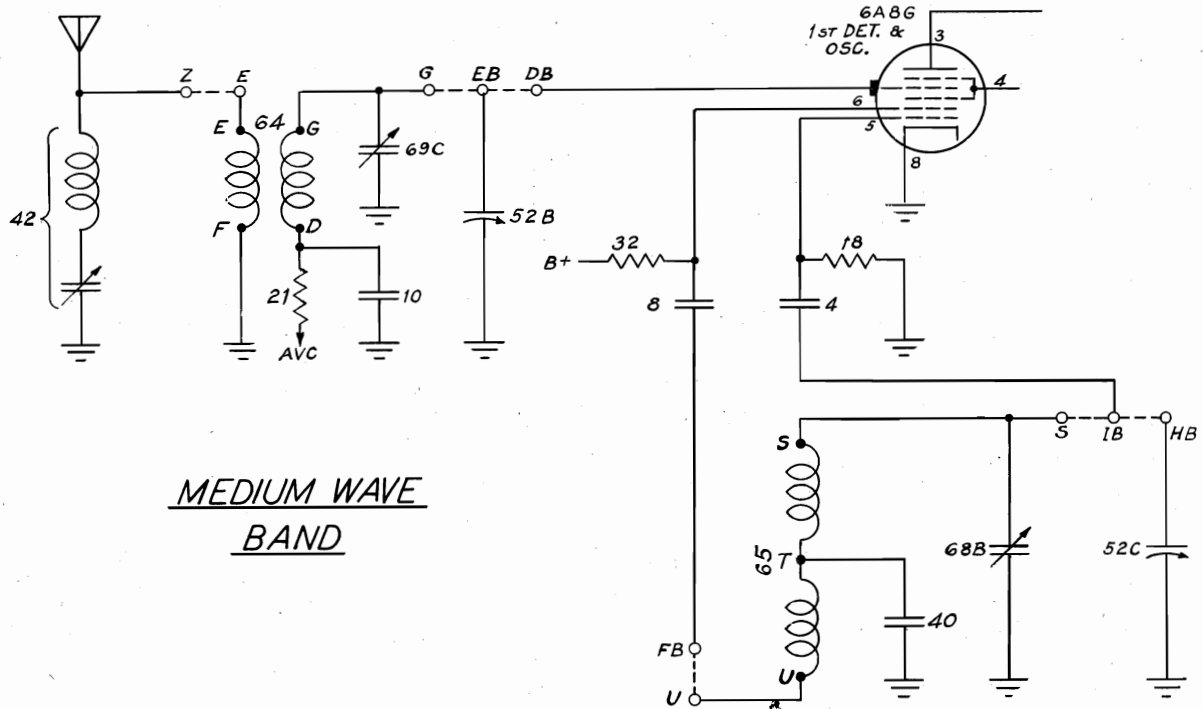 6A8G
1ST DET. &
OSC.
3
4
6
5
8
Z
E
G
EB
DB
E
64
G
69C
42
F
D
52B
21
10
AVC
B+
32
18
8
4
S
IB
HB
S
MEDIUM WAVE
BAND
65
T
68B
52C
40
FB
U
U